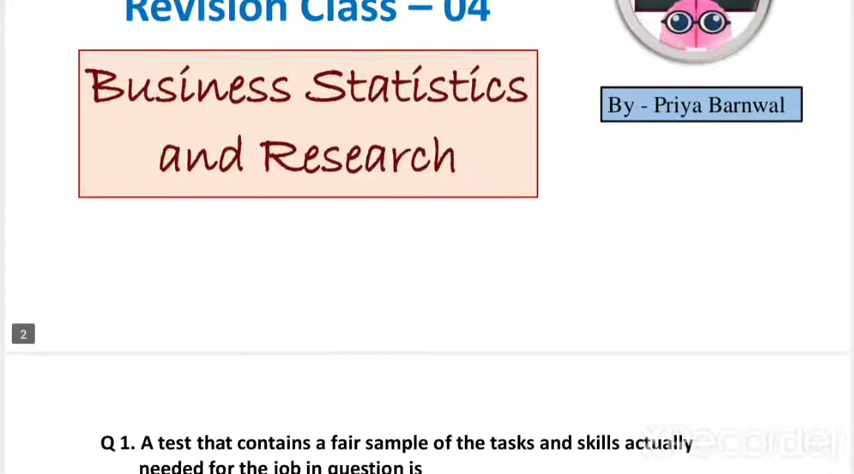 Revision Class – 04
Business Statistics
and Research
By - Priya Barnwal
2
Q 1. A test that contains a fair sample of the tasks and skills actually
needed for the job in question is
XRecorder